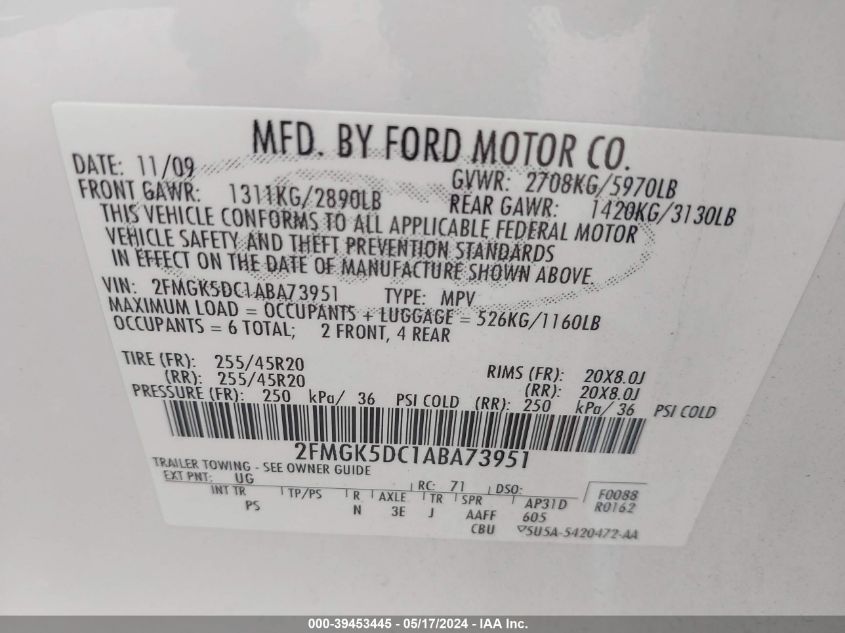 MFD. BY FORD MOTOR CO.
DATE: 11/09 GVWR: 2708KG/5970LB
FRONT GAWR: 1311KG/2890LB REAR GAWR: 1420KG/3130LB
THIS VEHICLE CONFORMS TO ALL APPLICABLE FEDERAL MOTOR
VEHICLE SAFETY AND THEFT PREVENTION STANDARDS
IN EFFECT ON THE DATE OF MANUFACTURE SHOWN ABOVE.
VIN: 2FMGK5DC1ABA73951 TYPE: MPV
MAXIMUM LOAD = OCCUPANTS + LUGGAGE = 526KG/1160LB
OCCUPANTS = 6 TOTAL; 2 FRONT, 4 REAR
TIRE (FR): 255/45R20 RIMS (FR): 20X8.0J
(RR): 255/45R20 (RR): 20X8.0J
PRESSURE (FR): 250 kPa/ 36 PSI COLD (RR): 250 kPa/ 36 PSI COLD
2FMGK5DC1ABA73951
TRAILER TOWING - SEE OWNER GUIDE
EXT PNT: UG RC: 71 DSO: F0088
INT TR TP/PS R AXLE TR SPR AP31D R0162
PS N 3E J AAFF 605
CBU 5U5A-5420472-AA
000-39453445 - 05/17/2024 - IAA Inc.